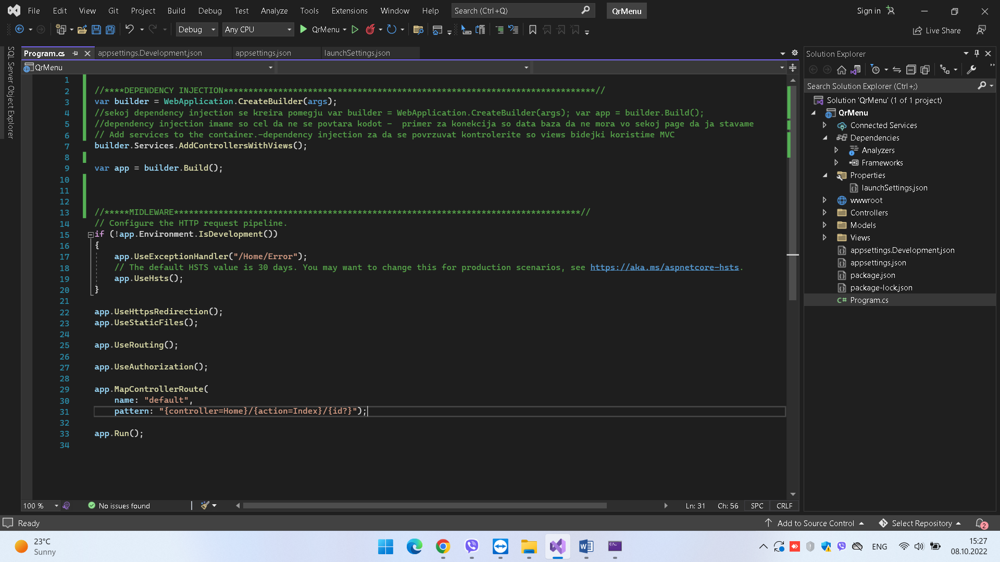 File Edit View Git Project Build Debug Test Analyze Tools Extensions Window Help Search (Ctrl+Q) QrMenu Sign in
Debug Any CPU QrMenu Live Share
SQL Server Object Explorer
Program.cs appsettings.Development.json appsettings.json launchSettings.json
QrMenu
1
2 //****DEPENDENCY INJECTION***************************************************************************//
3 var builder = WebApplication.CreateBuilder(args);
4 //sekoj dependency injection se kreira pomegju var builder = WebApplication.CreateBuilder(args); var app = builder.Build();
5 //dependency injection imame so cel da ne se povtara kodot -  primer za konekcija so data baza da ne mora vo sekoj page da ja stavame
6 // Add services to the container.-dependency injection za da se povrzuvat kontrolerite so views bidejki koristime MVC
7 builder.Services.AddControllersWithViews();
8
9 var app = builder.Build();
10
11
12
13 //*****MIDLEWARE**********************************************************************************//
14 // Configure the HTTP request pipeline.
15 if (!app.Environment.IsDevelopment())
16 {
17     app.UseExceptionHandler("/Home/Error");
18     // The default HSTS value is 30 days. You may want to change this for production scenarios, see https://aka.ms/aspnetcore-hsts.
19     app.UseHsts();
20 }
21
22 app.UseHttpsRedirection();
23 app.UseStaticFiles();
24
25 app.UseRouting();
26
27 app.UseAuthorization();
28
29 app.MapControllerRoute(
30     name: "default",
31     pattern: "{controller=Home}/{action=Index}/{id?}");
32
33 app.Run();
34
100 % No issues found Ln: 31 Ch: 56 SPC CRLF
Solution Explorer
Search Solution Explorer (Ctrl+;)
Solution 'QrMenu' (1 of 1 project)
QrMenu
Connected Services
Dependencies
Analyzers
Frameworks
Properties
launchSettings.json
wwwroot
Controllers
Models
Views
appsettings.Development.json
appsettings.json
package.json
package-lock.json
C# Program.cs
Ready Add to Source Control Select Repository 2
23°C
Sunny
ENG
15:27
08.10.2022